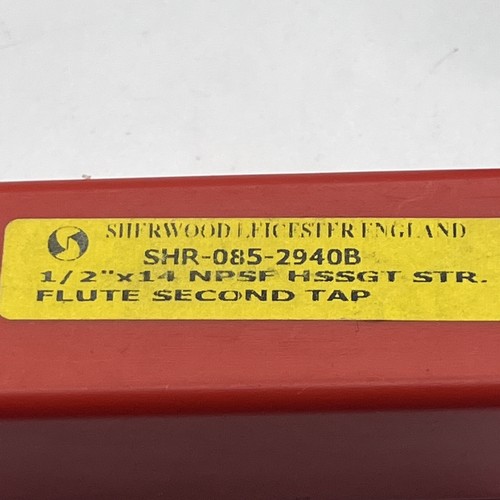 SHERWOOD LEICESTER ENGLAND
SHR-085-2940B
1/2"x14 NPSF HSSGT STR.
FLUTE SECOND TAP